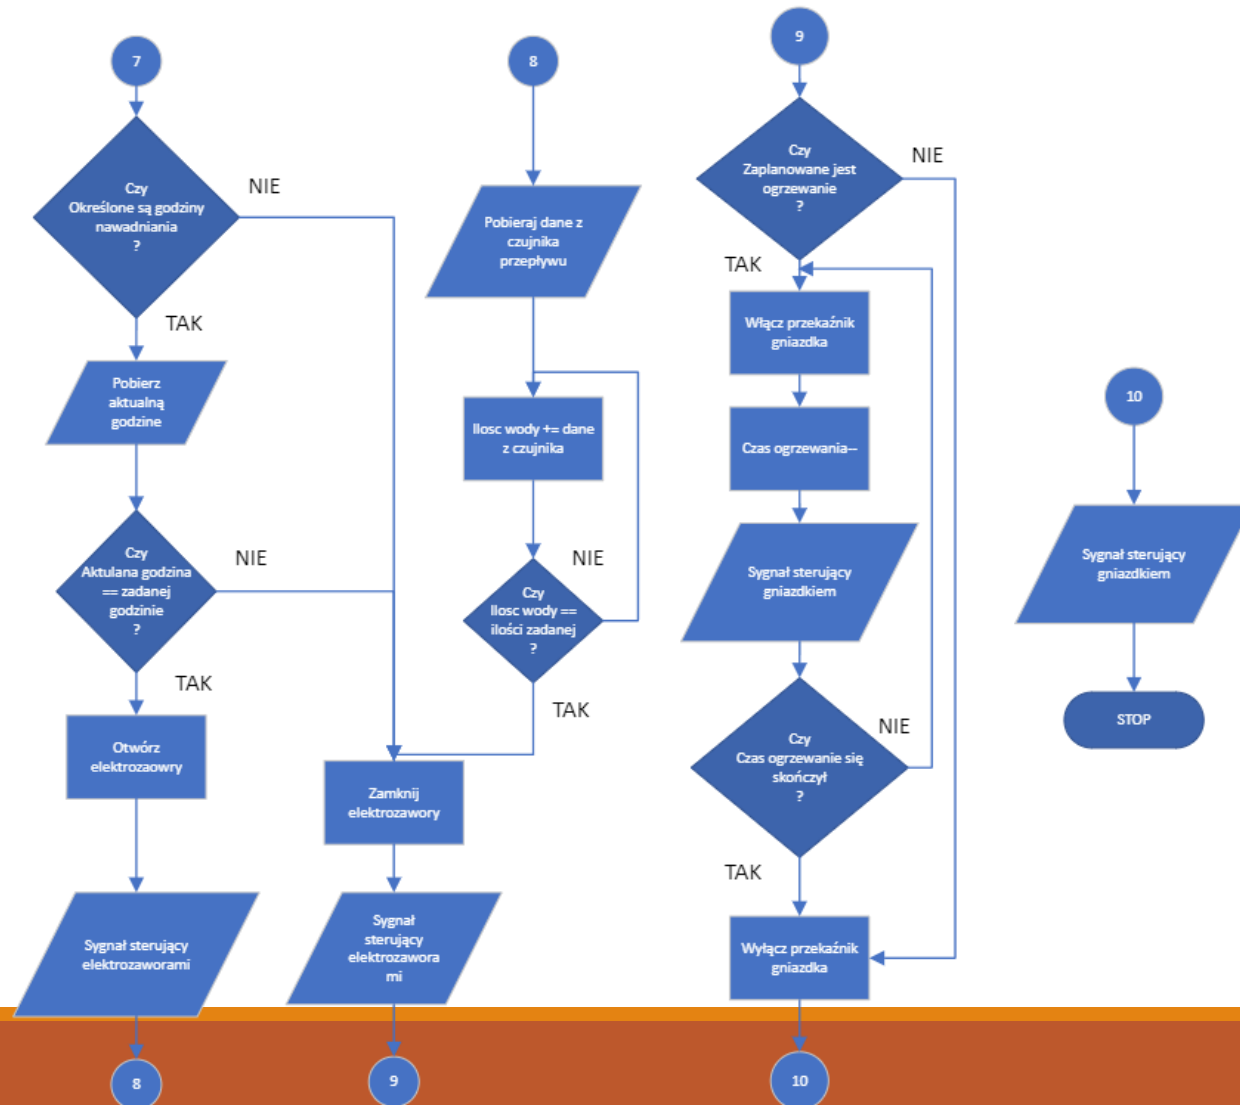 7
Czy
Określone są godziny
nawadniania
?
NIE
TAK
Pobierz
aktualną
godzine
Czy
Aktulana godzina
== zadanej
godzinie
?
NIE
TAK
Otwórz
elektrozaowry
Sygnał sterujący
elektrozaworami
8
8
Pobieraj dane z
czujnika
przepływu
Ilosc wody += dane
z czujnika
Czy
Ilosc wody ==
ilości zadanej
?
NIE
TAK
Zamknij
elektrozawory
Sygnał
sterujący
elektrozawora
mi
9
9
Czy
Zaplanowane jest
ogrzewanie
?
NIE
TAK
Włącz przekaźnik
gniazdka
Czas ogrzewania--
Sygnał sterujący
gniazdkiem
Czy
Czas ogrzewanie się
skończył
?
NIE
TAK
Wyłącz przekaźnik
gniazdka
10
10
Sygnał sterujący
gniazdkiem
STOP